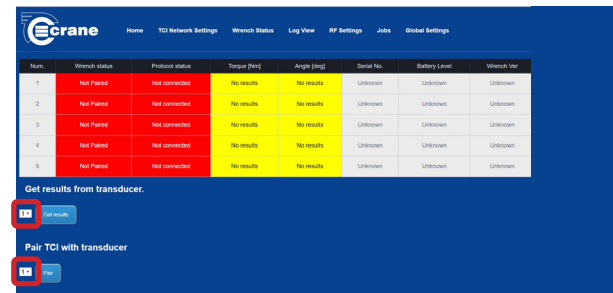 crane Home TCI Network Settings Wrench Status Log View RF Settings Jobs Global Settings
Num. Wrench status Protocol status Torque [Nm] Angle [deg] Serial No. Battery Level Wrench Ver
1 Not Paired Not connected No results No results Unknown Unknown Unknown
2 Not Paired Not connected No results No results Unknown Unknown Unknown
3 Not Paired Not connected No results No results Unknown Unknown Unknown
4 Not Paired Not connected No results No results Unknown Unknown Unknown
5 Not Paired Not connected No results No results Unknown Unknown Unknown
Get results from transducer.
1 Get results
Pair TCI with transducer
1 Pair